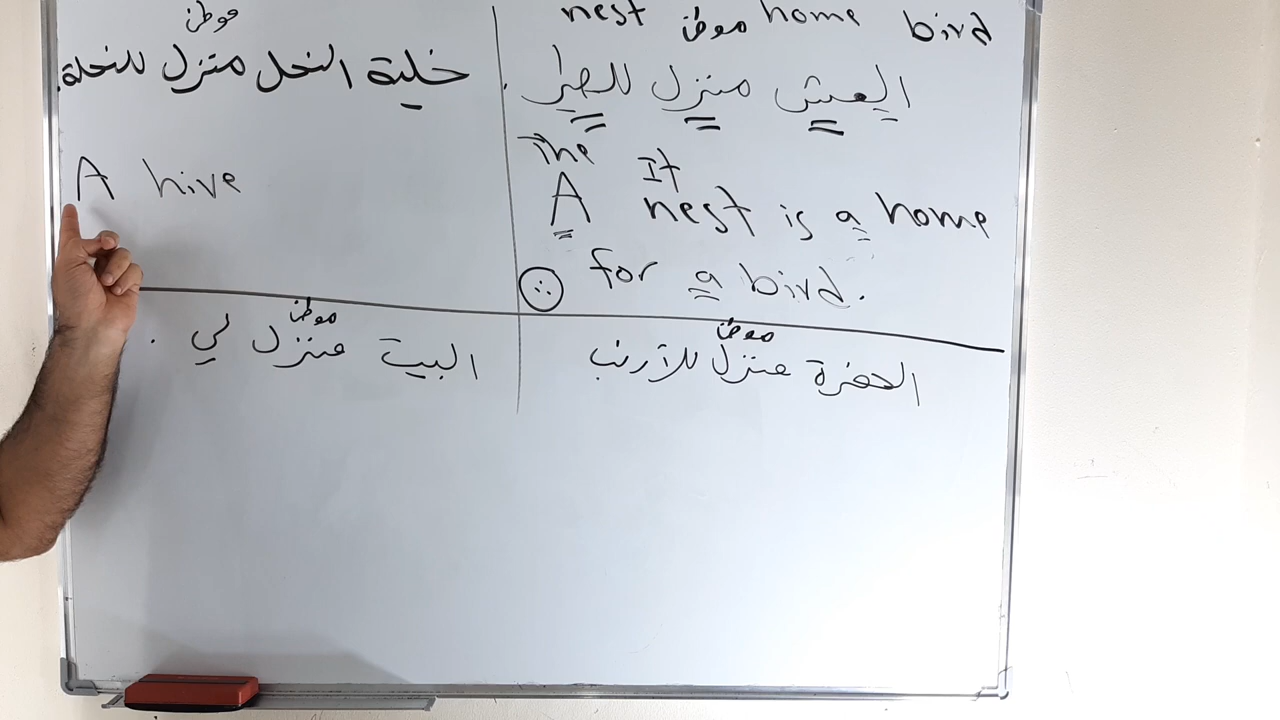 nest موطن home bird
العش منزل للطير .
The It
A nest is a home
for a bird.
موطن
خلية النحل منزل للنحلة.
A hive
موطن
الحفرة منزل للأرنب
موطن
البيت منزل لي .